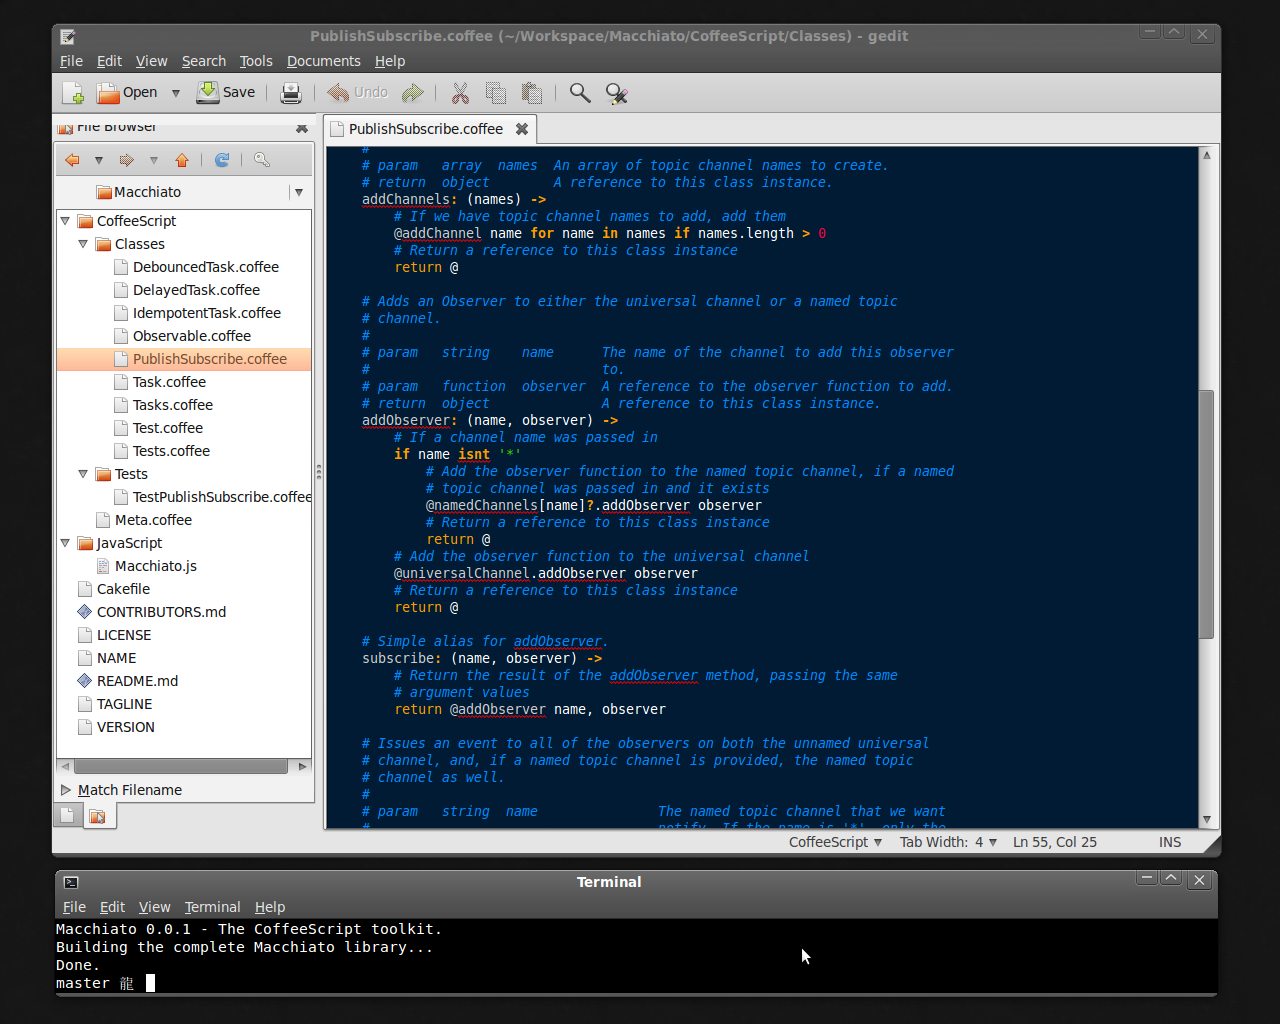 PublishSubscribe.coffee (~/Workspace/Macchiato/CoffeeScript/Classes) - gedit
File Edit View Search Tools Documents Help
Open Save Undo
File Browser
PublishSubscribe.coffee
Macchiato
CoffeeScript
Classes
DebouncedTask.coffee
DelayedTask.coffee
IdempotentTask.coffee
Observable.coffee
PublishSubscribe.coffee
Task.coffee
Tasks.coffee
Test.coffee
Tests.coffee
Tests
TestPublishSubscribe.coffee
Meta.coffee
JavaScript
Macchiato.js
Cakefile
CONTRIBUTORS.md
LICENSE
NAME
README.md
TAGLINE
VERSION
Match Filename
#
# param   array  names  An array of topic channel names to create.
# return  object        A reference to this class instance.
addChannels: (names) ->
    # If we have topic channel names to add, add them
    @addChannel name for name in names if names.length > 0
    # Return a reference to this class instance
    return @
# Adds an Observer to either the universal channel or a named topic
# channel.
#
# param   string    name      The name of the channel to add this observer
#                             to.
# param   function  observer  A reference to the observer function to add.
# return  object              A reference to this class instance.
addObserver: (name, observer) ->
    # If a channel name was passed in
    if name isnt '*'
        # Add the observer function to the named topic channel, if a named
        # topic channel was passed in and it exists
        @namedChannels[name]?.addObserver observer
        # Return a reference to this class instance
        return @
    # Add the observer function to the universal channel
    @universalChannel.addObserver observer
    # Return a reference to this class instance
    return @
# Simple alias for addObserver.
subscribe: (name, observer) ->
    # Return the result of the addObserver method, passing the same
    # argument values
    return @addObserver name, observer
# Issues an event to all of the observers on both the unnamed universal
# channel, and, if a named topic channel is provided, the named topic
# channel as well.
#
# param   string  name               The named topic channel that we want
#                                    notify. If the name is '*', only the
CoffeeScript Tab Width: 4 Ln 55, Col 25 INS
Terminal
File Edit View Terminal Help
Macchiato 0.0.1 - The CoffeeScript toolkit.
Building the complete Macchiato library...
Done.
master 龍